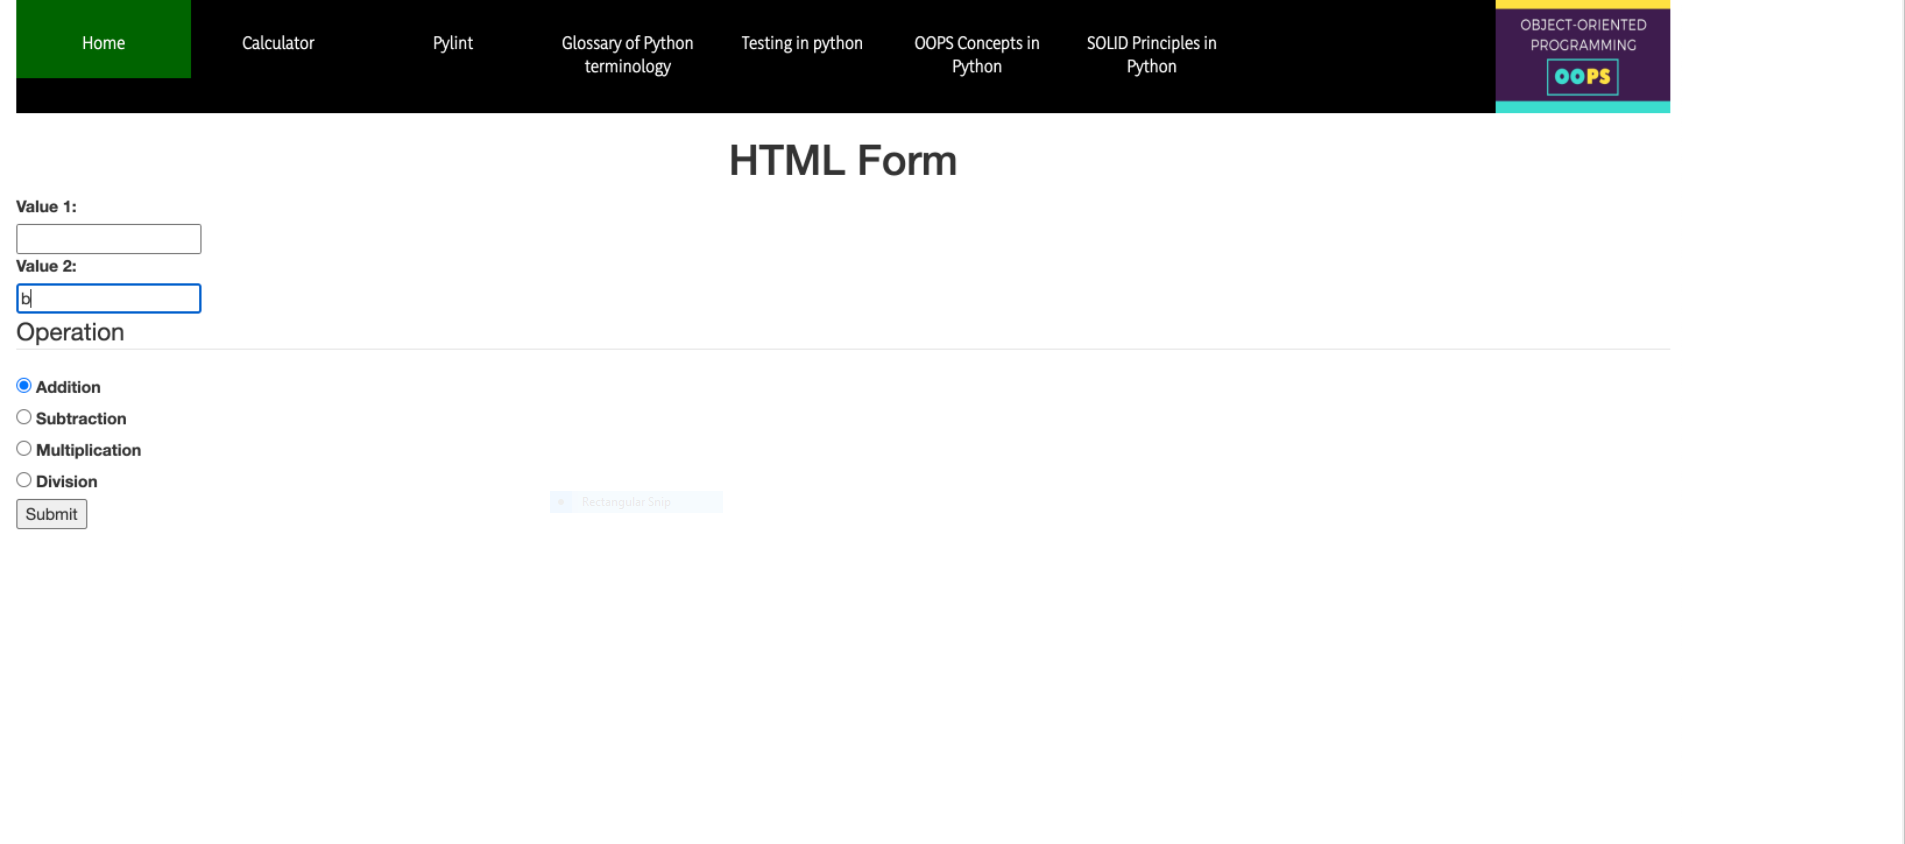 Home
Calculator
Pylint
Glossary of Python
terminology
Testing in python
OOPS Concepts in
Python
SOLID Principles in
Python
OBJECT-ORIENTED
PROGRAMMING
OOPS
HTML Form
Value 1:
Value 2:
b
Operation
Addition
Subtraction
Multiplication
Division
Submit
Rectangular Snip